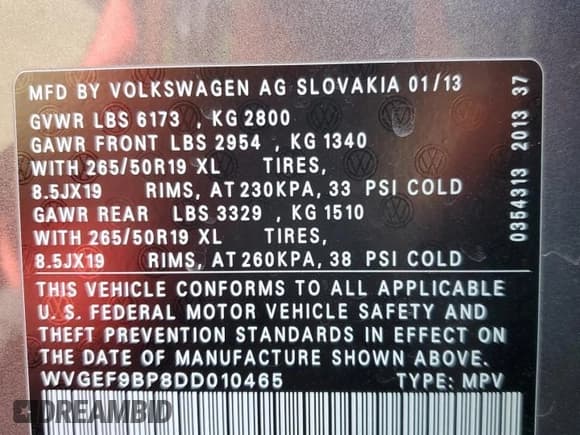 MFD BY VOLKSWAGEN AG SLOVAKIA 01/13
GVWR LBS 6173 , KG 2800
GAWR FRONT LBS 2954 , KG 1340
WITH 265/50R19 XL TIRES,
8.5JX19 RIMS, AT 230KPA, 33 PSI COLD
GAWR REAR LBS 3329 , KG 1510
WITH 265/50R19 XL TIRES,
8.5JX19 RIMS, AT 260KPA, 38 PSI COLD
THIS VEHICLE CONFORMS TO ALL APPLICABLE
U.S. FEDERAL MOTOR VEHICLE SAFETY AND
THEFT PREVENTION STANDARDS IN EFFECT ON
THE DATE OF MANUFACTURE SHOWN ABOVE.
WVGEF9BP8DD010465 TYPE: MPV
0354313 2013 37
DREAMBID